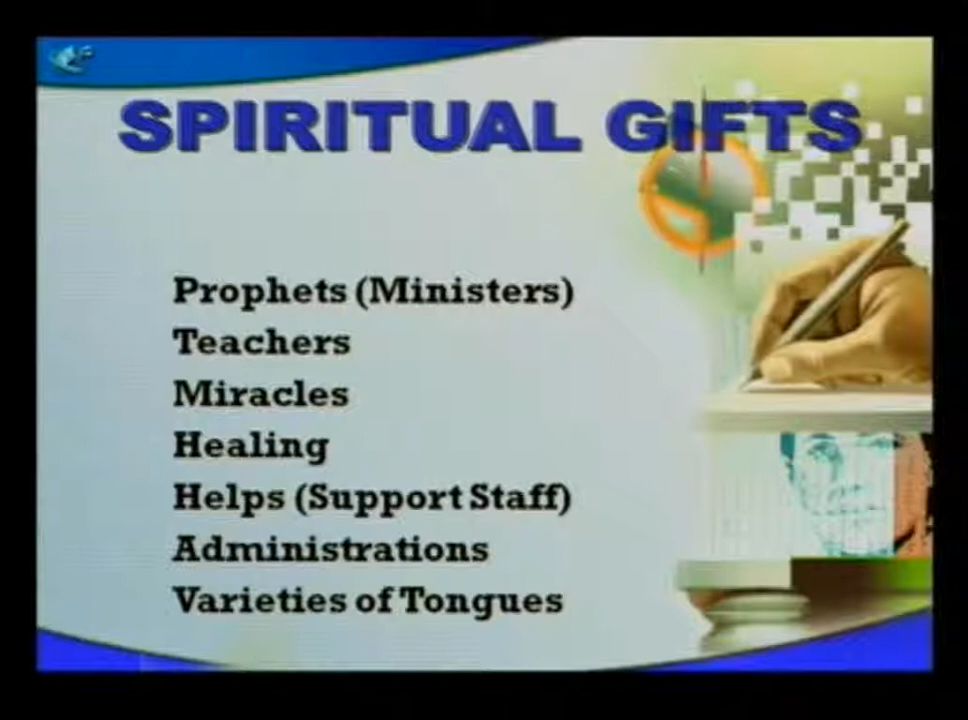 SPIRITUAL GIFTS
Prophets (Ministers)
Teachers
Miracles
Healing
Helps (Support Staff)
Administrations
Varieties of Tongues